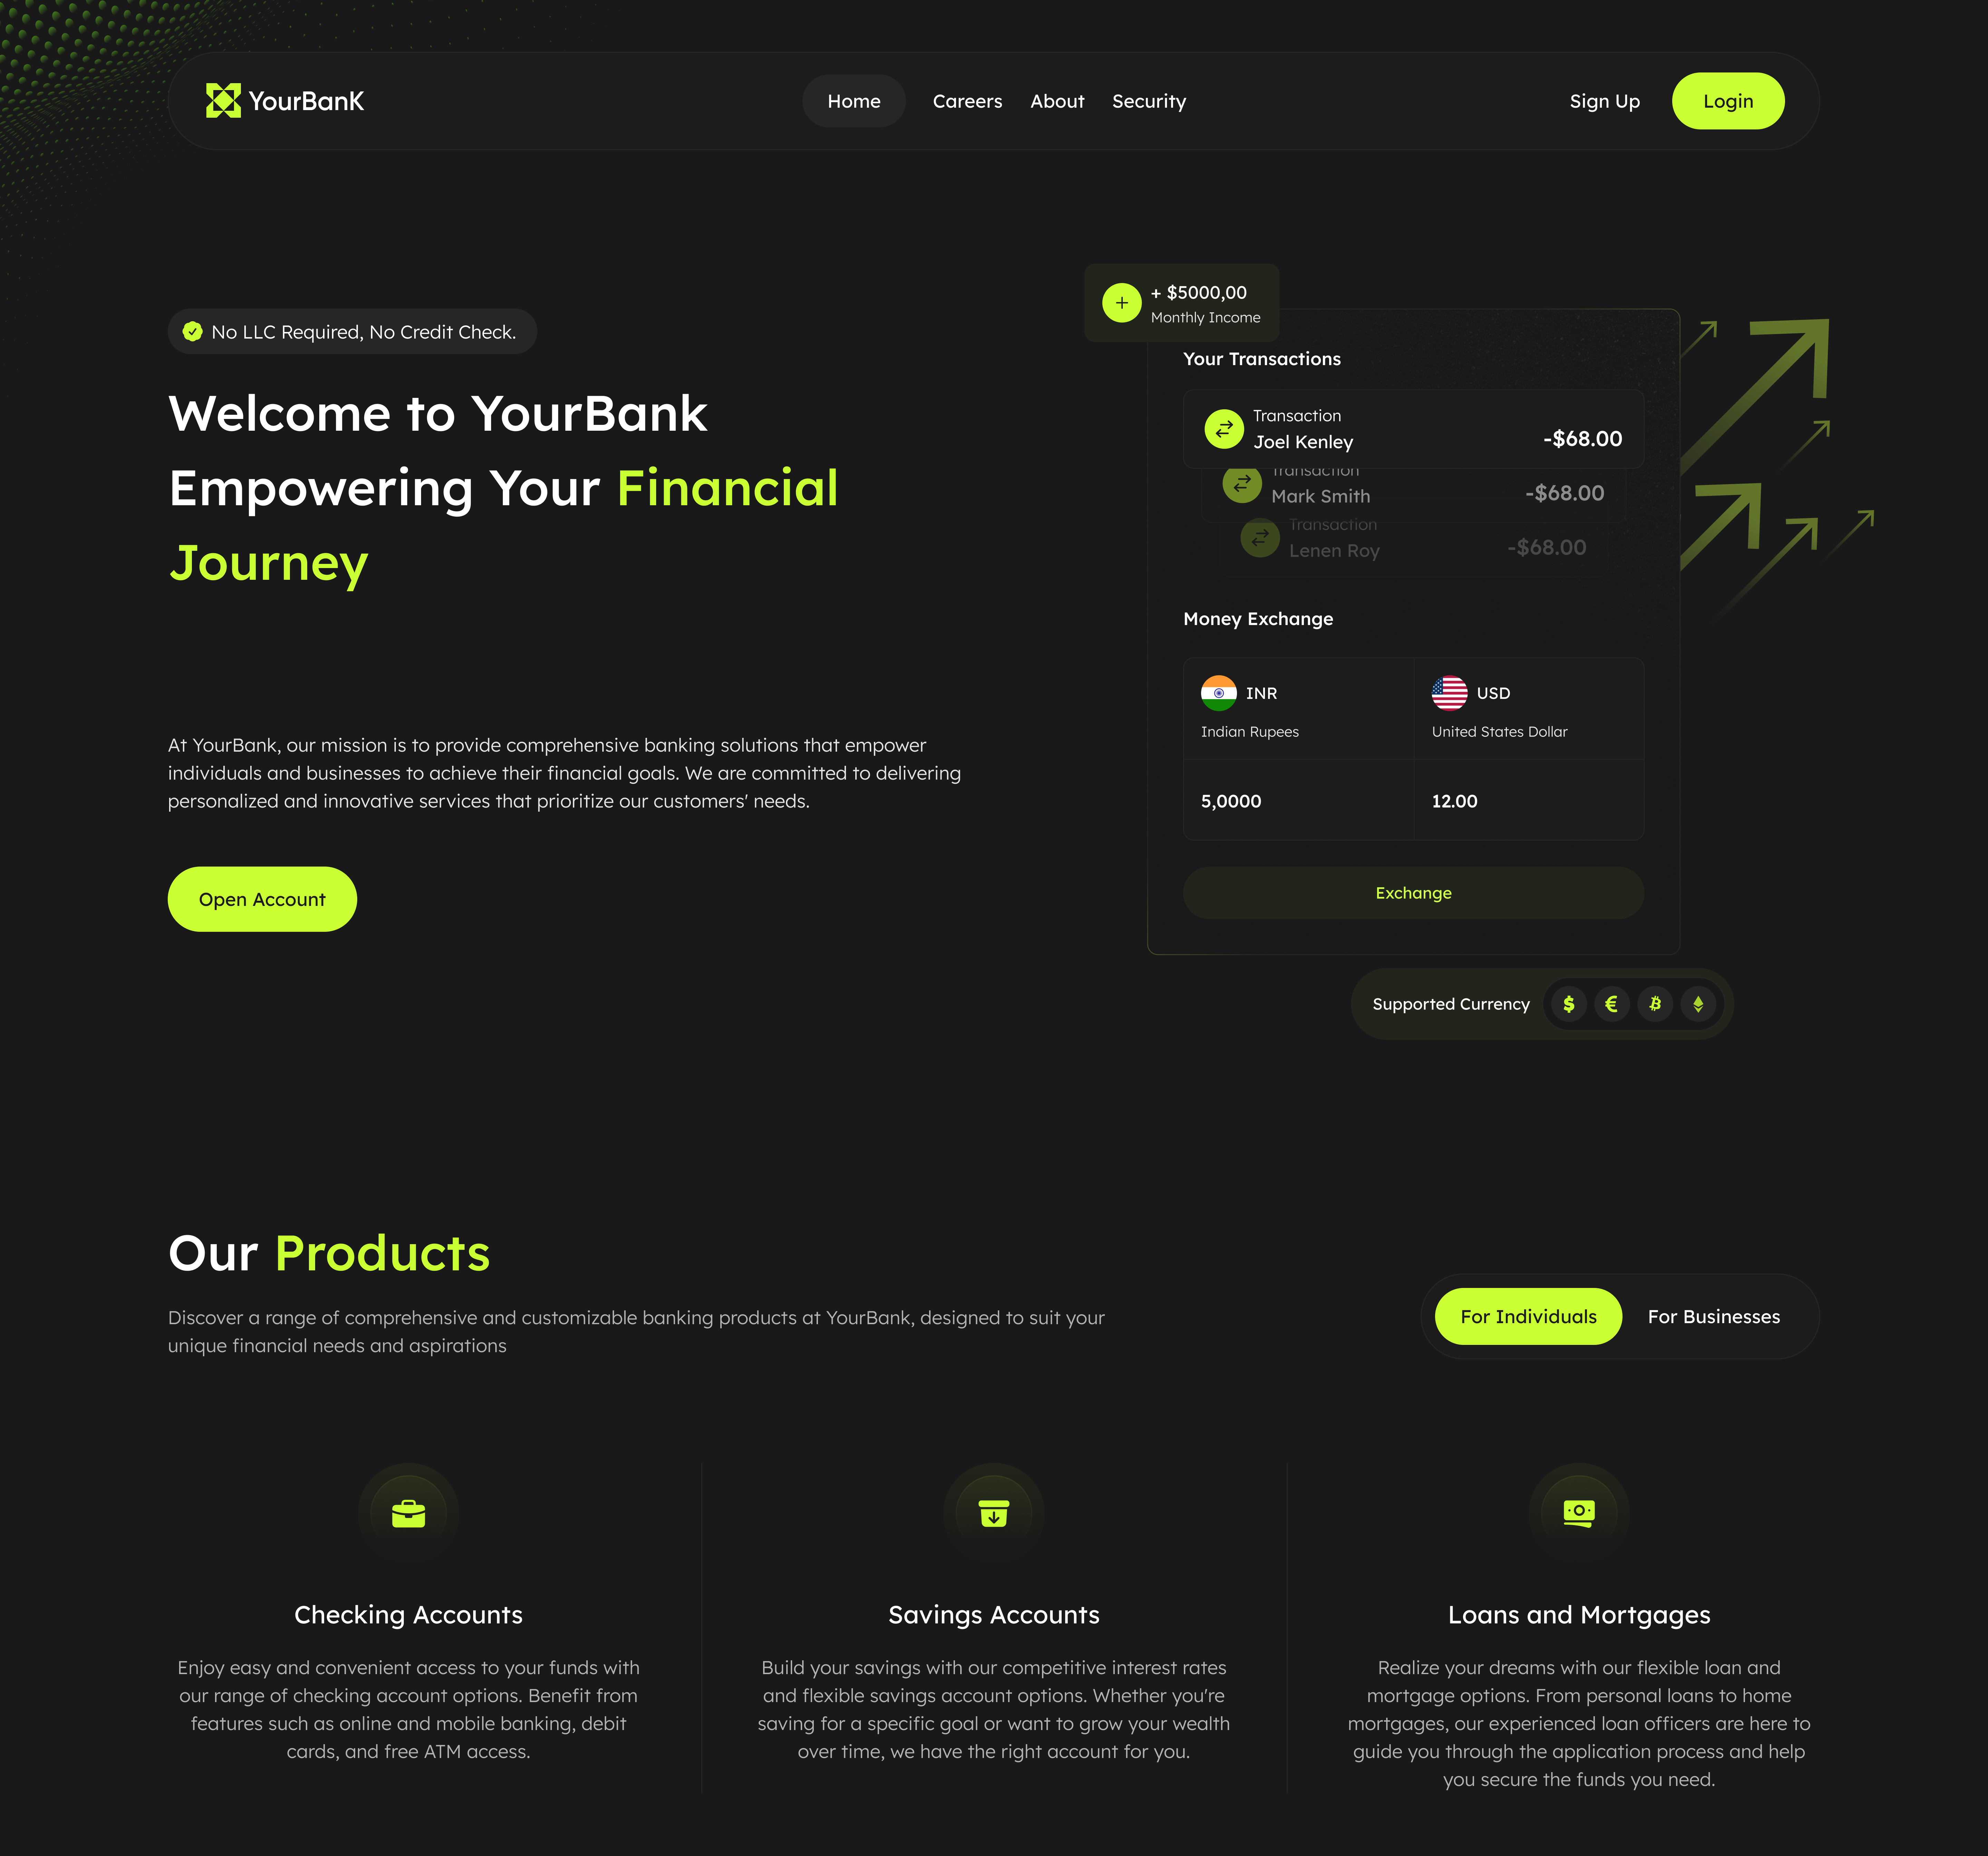 YourBanK
Home
Careers
About
Security
Sign Up
Login
No LLC Required, No Credit Check.
Welcome to YourBank
Empowering Your Financial
Journey
At YourBank, our mission is to provide comprehensive banking solutions that empower
individuals and businesses to achieve their financial goals. We are committed to delivering
personalized and innovative services that prioritize our customers' needs.
Open Account
+ $5000,00
Monthly Income
Your Transactions
Transaction
Joel Kenley
-$68.00
Transaction
Mark Smith
-$68.00
Transaction
Lenen Roy
-$68.00
Money Exchange
INR
Indian Rupees
USD
United States Dollar
5,0000
12.00
Exchange
Supported Currency
Our Products
Discover a range of comprehensive and customizable banking products at YourBank, designed to suit your
unique financial needs and aspirations
For Individuals
For Businesses
Checking Accounts
Enjoy easy and convenient access to your funds with
our range of checking account options. Benefit from
features such as online and mobile banking, debit
cards, and free ATM access.
Savings Accounts
Build your savings with our competitive interest rates
and flexible savings account options. Whether you're
saving for a specific goal or want to grow your wealth
over time, we have the right account for you.
Loans and Mortgages
Realize your dreams with our flexible loan and
mortgage options. From personal loans to home
mortgages, our experienced loan officers are here to
guide you through the application process and help
you secure the funds you need.